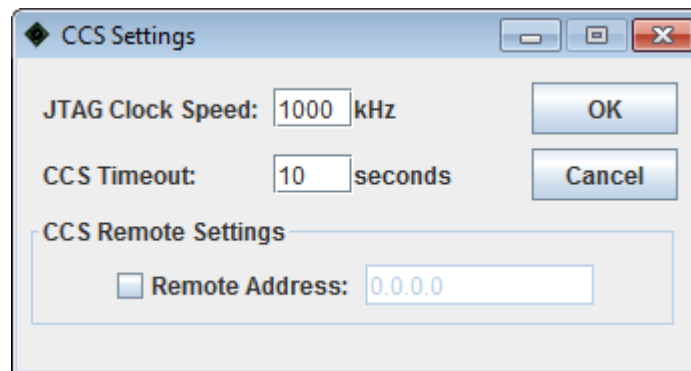 CCS Settings
JTAG Clock Speed: 1000 kHz OK
CCS Timeout: 10 seconds Cancel
CCS Remote Settings
Remote Address: 0.0.0.0